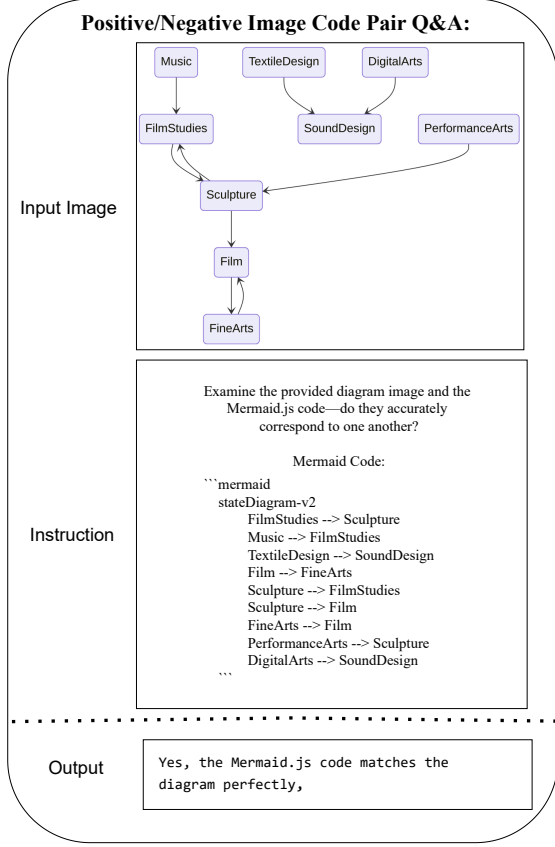 Positive/Negative Image Code Pair Q&A:
Music
TextileDesign
DigitalArts
FilmStudies
SoundDesign
PerformanceArts
Sculpture
Input Image
Film
FineArts
Examine the provided diagram image and the
Mermaid.js code—do they accurately
correspond to one another?
Mermaid Code:
```mermaid
stateDiagram-v2
FilmStudies --> Sculpture
Music --> FilmStudies
TextileDesign --> SoundDesign
Instruction
Film --> FineArts
Sculpture --> FilmStudies
Sculpture --> Film
FineArts --> Film
PerformanceArts --> Sculpture
DigitalArts --> SoundDesign
```
Output
Yes, the Mermaid.js code matches the
diagram perfectly,